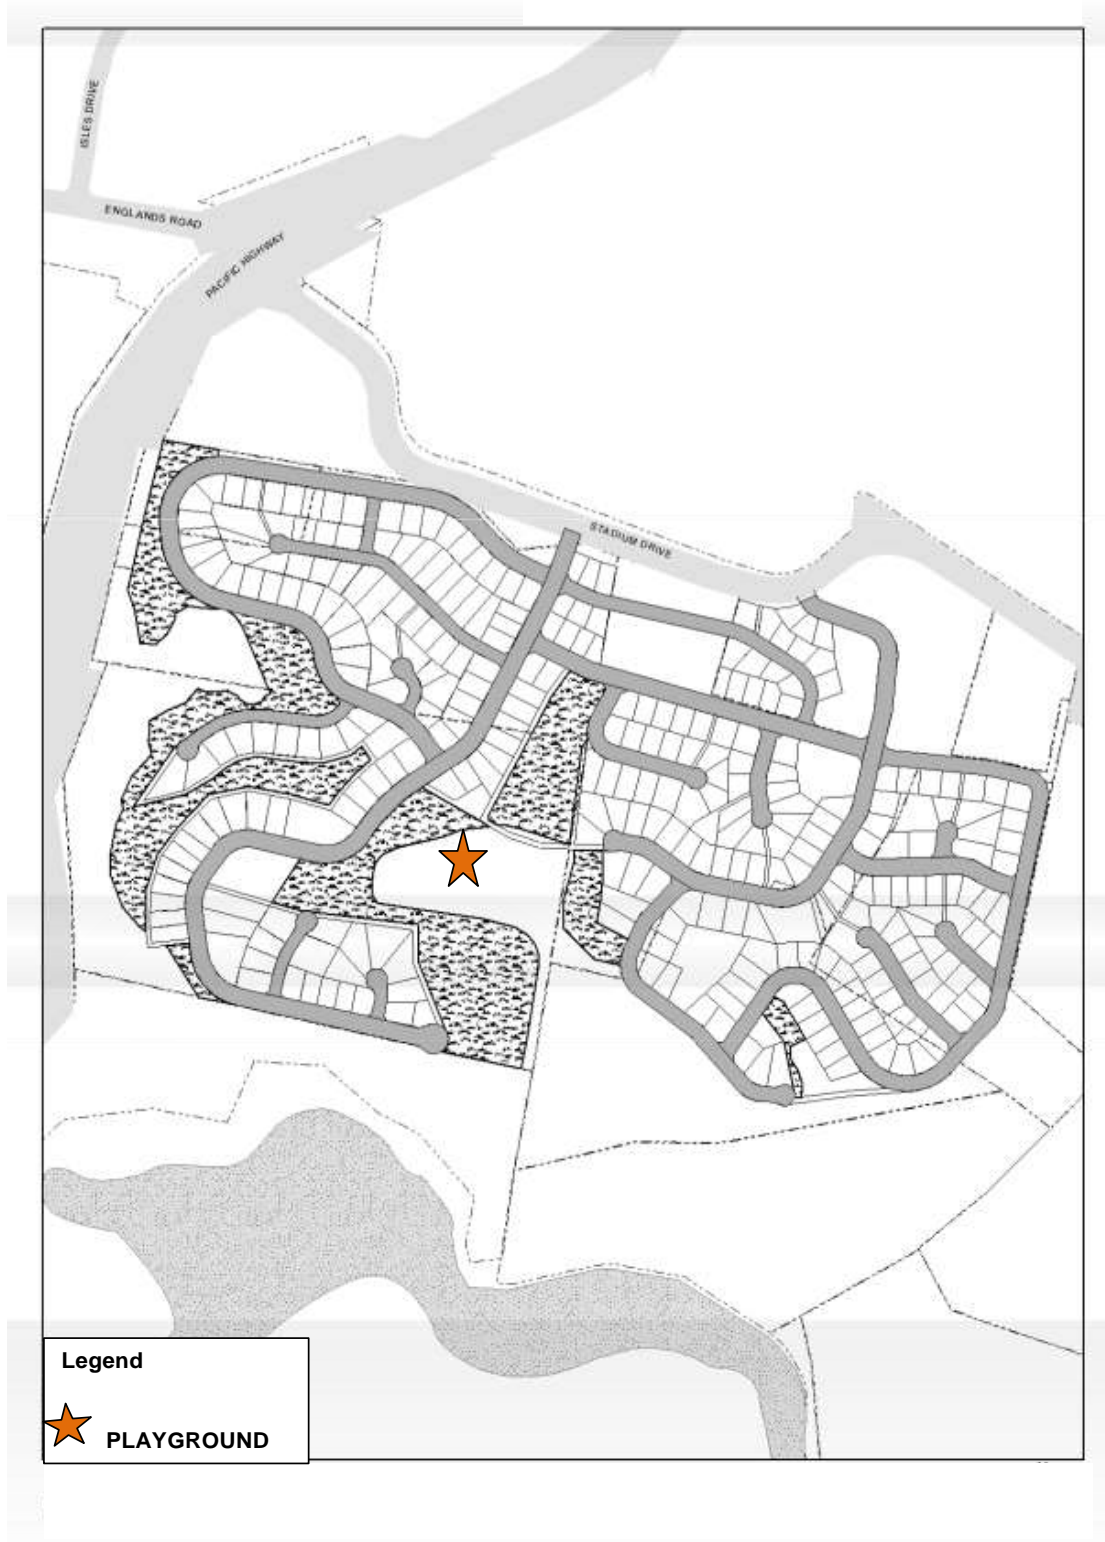 ISLES DRIVE
ENGLANDS ROAD
PACIFIC HIGHWAY
STADIUM DRIVE
Legend
PLAYGROUND